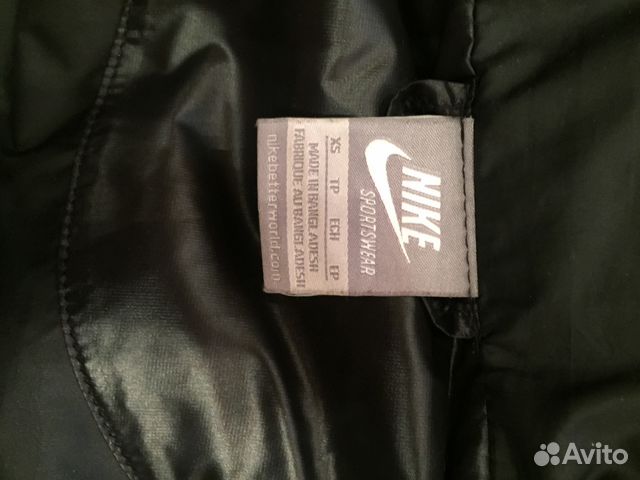 NIKE
SPORTSWEAR
XS TP ECH EP
MADE IN BANGLADESH
FABRIQUE AU BANGLADESH
nikebetterworld.com
Avito